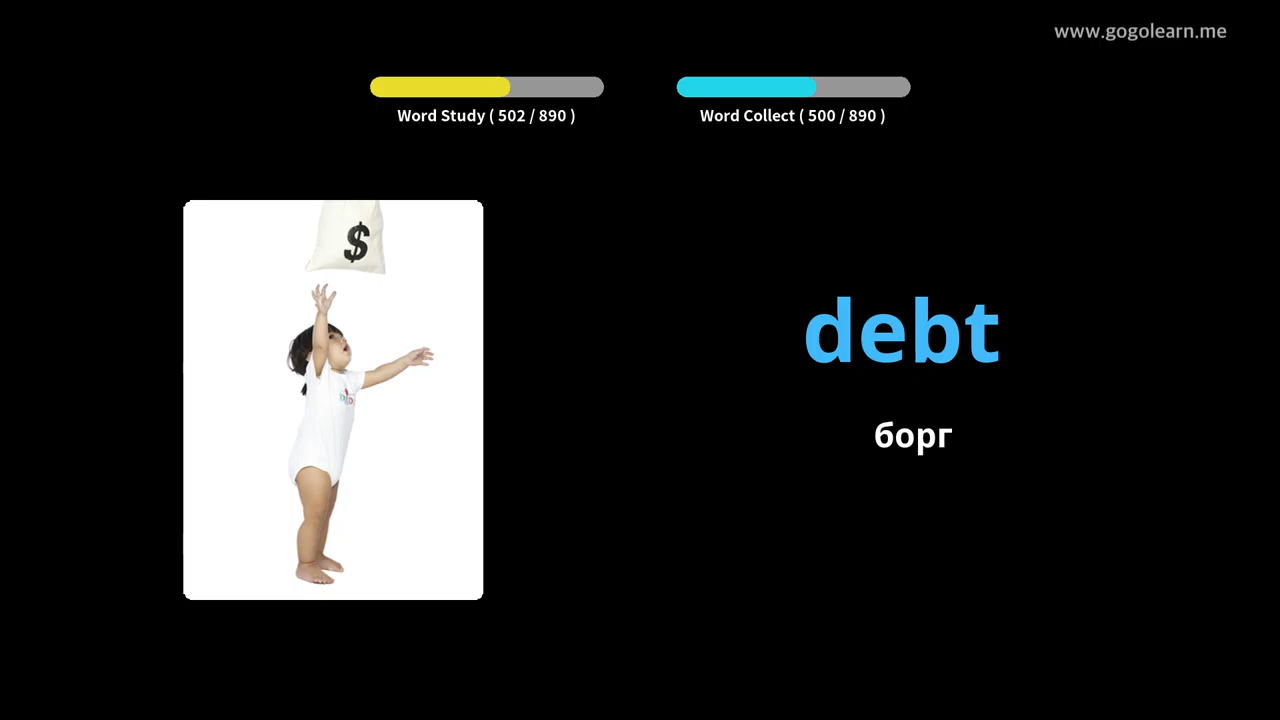 www.gogolearn.me
Word Study ( 502 / 890 )
Word Collect ( 500 / 890 )
$
debt
борг